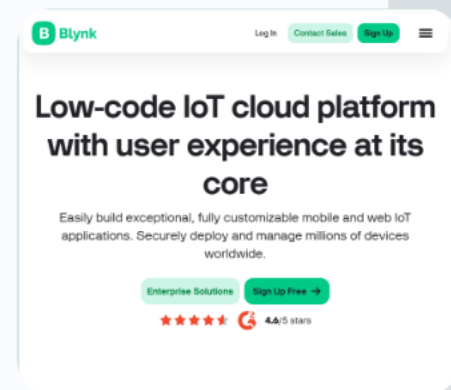 B Blynk
Log In
Contact Sales
Sign Up
Low-code IoT cloud platform
with user experience at its
core
Easily build exceptional, fully customizable mobile and web IoT
applications. Securely deploy and manage millions of devices
worldwide.
Enterprise Solutions
Sign Up Free →
4.6/5 stars